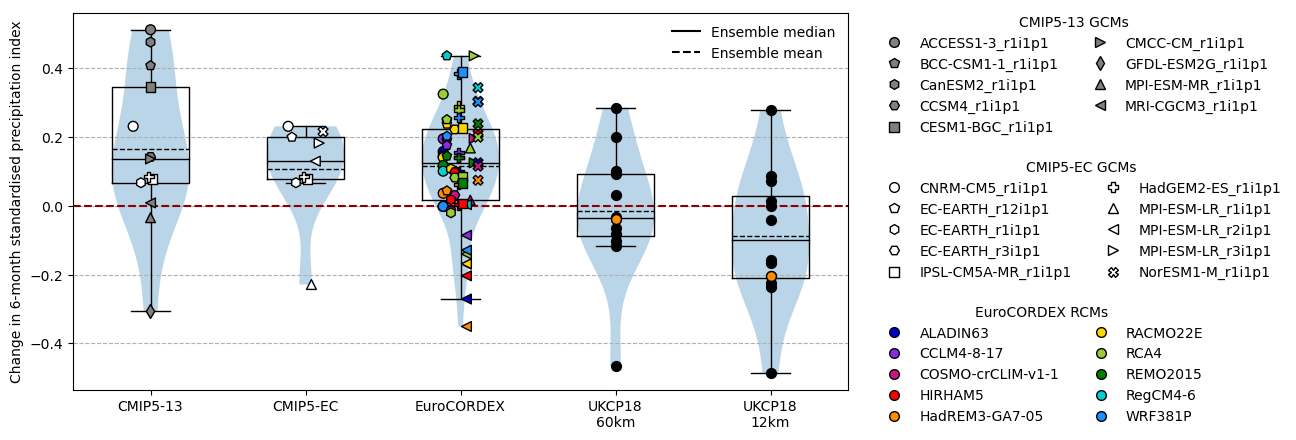 Change in 6-month standardised precipitation index
0.4
0.2
0.0
−0.2
−0.4
CMIP5-13
CMIP5-EC
EuroCORDEX
UKCP18
60km
UKCP18
12km
Ensemble median
Ensemble mean
CMIP5-13 GCMs
ACCESS1-3_r1i1p1
BCC-CSM1-1_r1i1p1
CanESM2_r1i1p1
CCSM4_r1i1p1
CESM1-BGC_r1i1p1
CMCC-CM_r1i1p1
GFDL-ESM2G_r1i1p1
MPI-ESM-MR_r1i1p1
MRI-CGCM3_r1i1p1
CMIP5-EC GCMs
CNRM-CM5_r1i1p1
EC-EARTH_r12i1p1
EC-EARTH_r1i1p1
EC-EARTH_r3i1p1
IPSL-CM5A-MR_r1i1p1
HadGEM2-ES_r1i1p1
MPI-ESM-LR_r1i1p1
MPI-ESM-LR_r2i1p1
MPI-ESM-LR_r3i1p1
NorESM1-M_r1i1p1
EuroCORDEX RCMs
ALADIN63
CCLM4-8-17
COSMO-crCLIM-v1-1
HIRHAM5
HadREM3-GA7-05
RACMO22E
RCA4
REMO2015
RegCM4-6
WRF381P